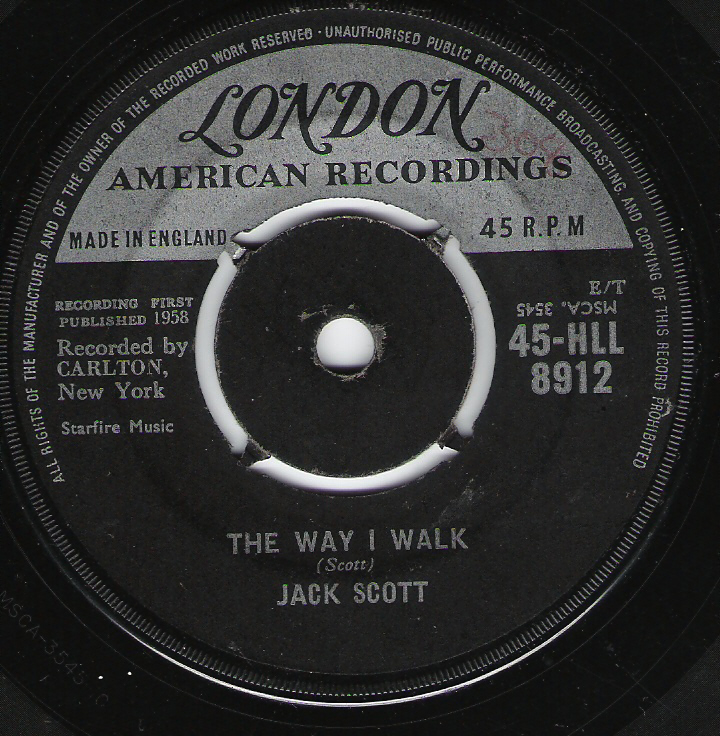 ALL RIGHTS OF THE MANUFACTURER AND OF THE OWNER OF THE RECORDED WORK RESERVED · UNAUTHORISED PUBLIC PERFORMANCE BROADCASTING AND COPYING OF THIS RECORD PROHIBITED
LONDON
AMERICAN RECORDINGS
MADE IN ENGLAND
45 R.P.M
RECORDING FIRST
PUBLISHED 1958
Recorded by
CARLTON,
New York
Starfire Music
E/T
MSCA. 3545
45-HLL
8912
THE WAY I WALK
(Scott)
JACK SCOTT
MSCA-3545